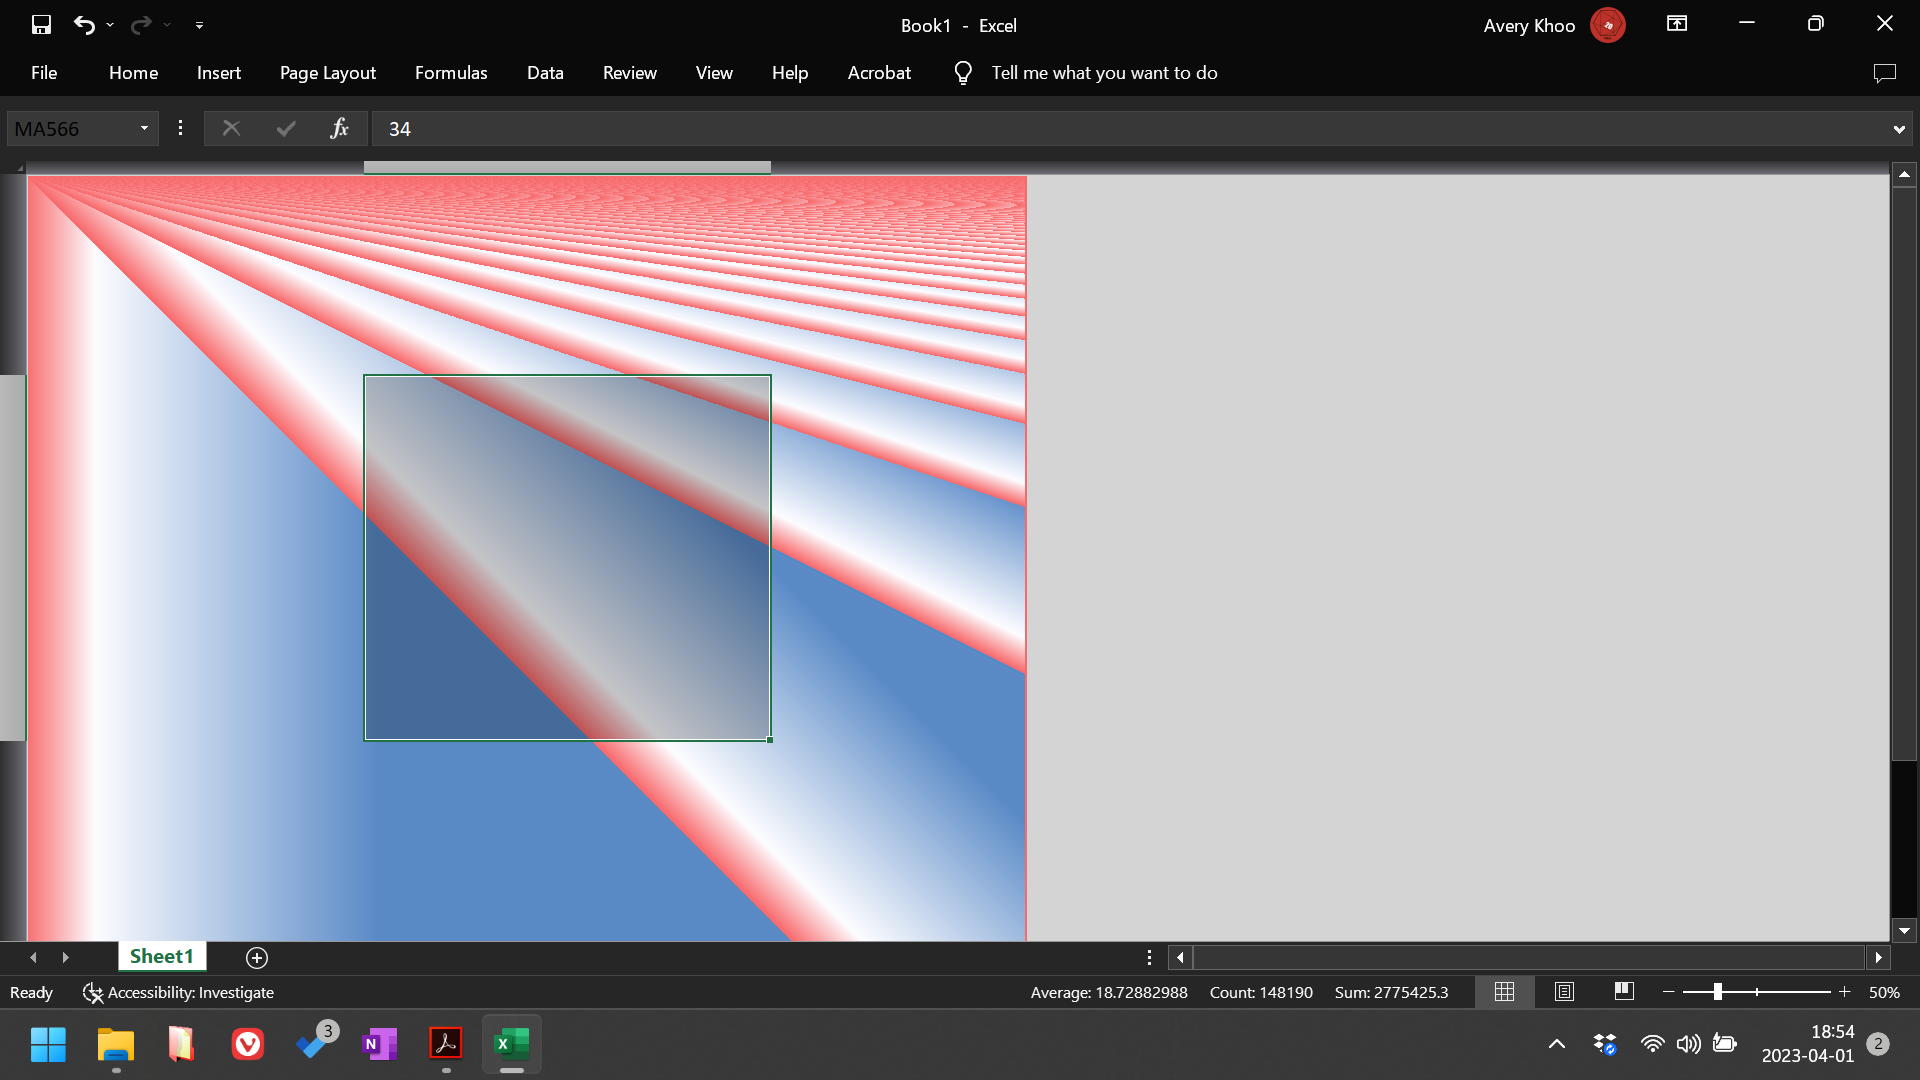 Book1 - Excel
Avery Khoo
File Home Insert Page Layout Formulas Data Review View Help Acrobat Tell me what you want to do
MA566 fx 34
Sheet1
Ready Accessibility: Investigate Average: 18.72882988 Count: 148190 Sum: 2775425.3 50%
3 N X 18:54 2
2023-04-01